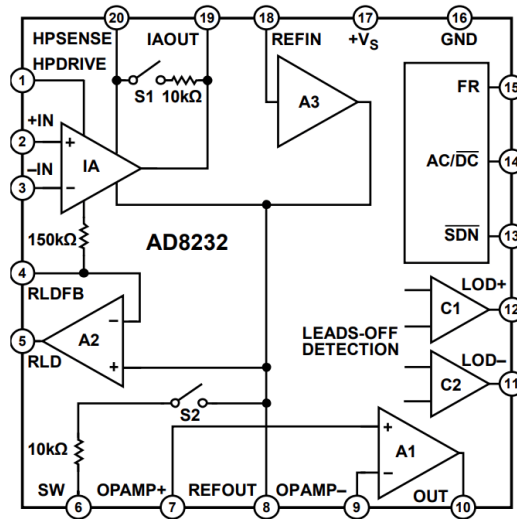 20 19 18 17 16
HPSENSE IAOUT REFIN +VS GND
HPDRIVE
1
S1 10kΩ
A3
FR 15
+IN
2
+
IA
–IN
3
–
AC/DC 14
150kΩ
AD8232
SDN 13
4
RLDFB
LOD+
C1
12
–
A2
5
RLD
+
LEADS-OFF
DETECTION
LOD–
C2
11
S2
10kΩ
+
A1
–
SW OPAMP+ REFOUT OPAMP– OUT
6 7 8 9 10